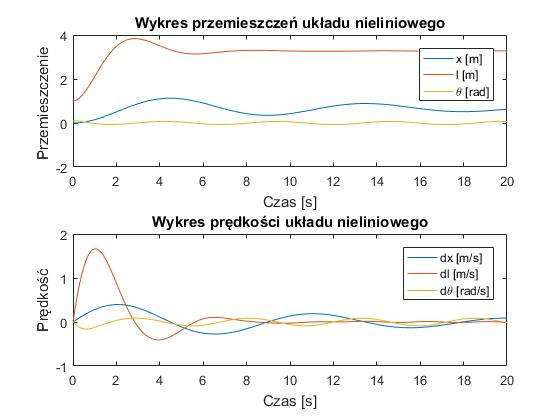 Wykres przemieszczeń układu nieliniowego
Przemieszczenie
4
2
0
-2
x [m]
l [m]
θ [rad]
0 2 4 6 8 10 12 14 16 18 20
Czas [s]
Wykres prędkości układu nieliniowego
Prędkość
2
1
0
-1
dx [m/s]
dl [m/s]
dθ [rad/s]
0 2 4 6 8 10 12 14 16 18 20
Czas [s]